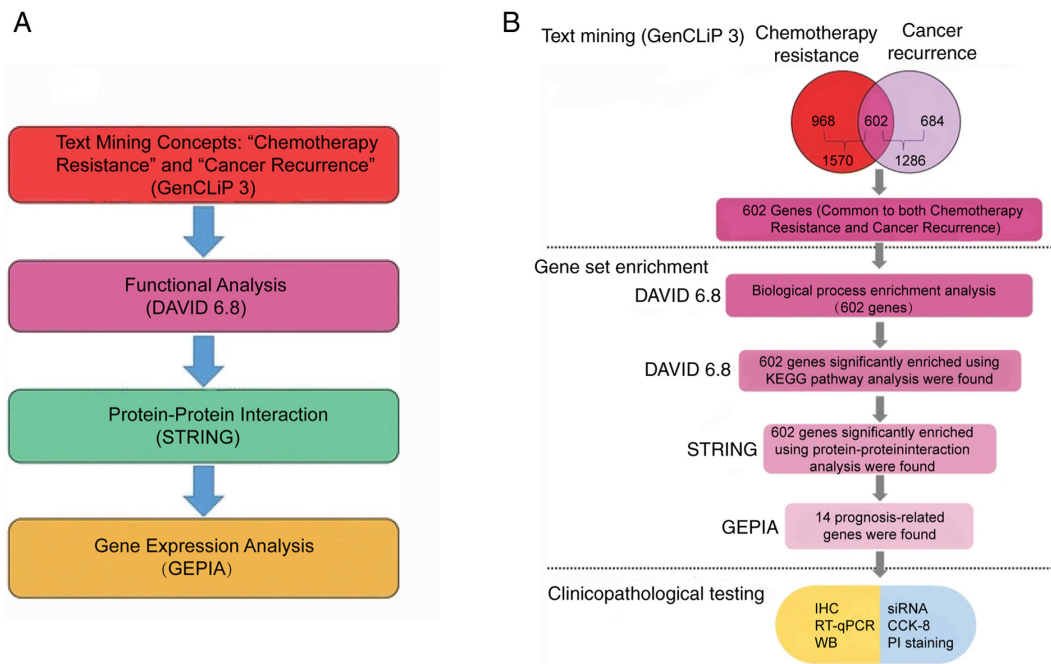 A
Text Mining Concepts: “Chemotherapy
Resistance” and “Cancer Recurrence”
(GenCLiP 3)
Functional Analysis
(DAVID 6.8)
Protein-Protein Interaction
(STRING)
Gene Expression Analysis
(GEPIA)
B
Text mining (GenCLiP 3)
Chemotherapy
resistance
Cancer
recurrence
968
602
684
1570
1286
602 Genes (Common to both Chemotherapy
Resistance and Cancer Recurrence)
Gene set enrichment
DAVID 6.8
Biological process enrichment analysis
(602 genes)
DAVID 6.8
602 genes significantly enriched using
KEGG pathway analysis were found
STRING
602 genes significantly enriched
using protein-proteininteraction
analysis were found
GEPIA
14 prognosis-related
genes were found
Clinicopathological testing
IHC
RT-qPCR
WB
siRNA
CCK-8
PI staining